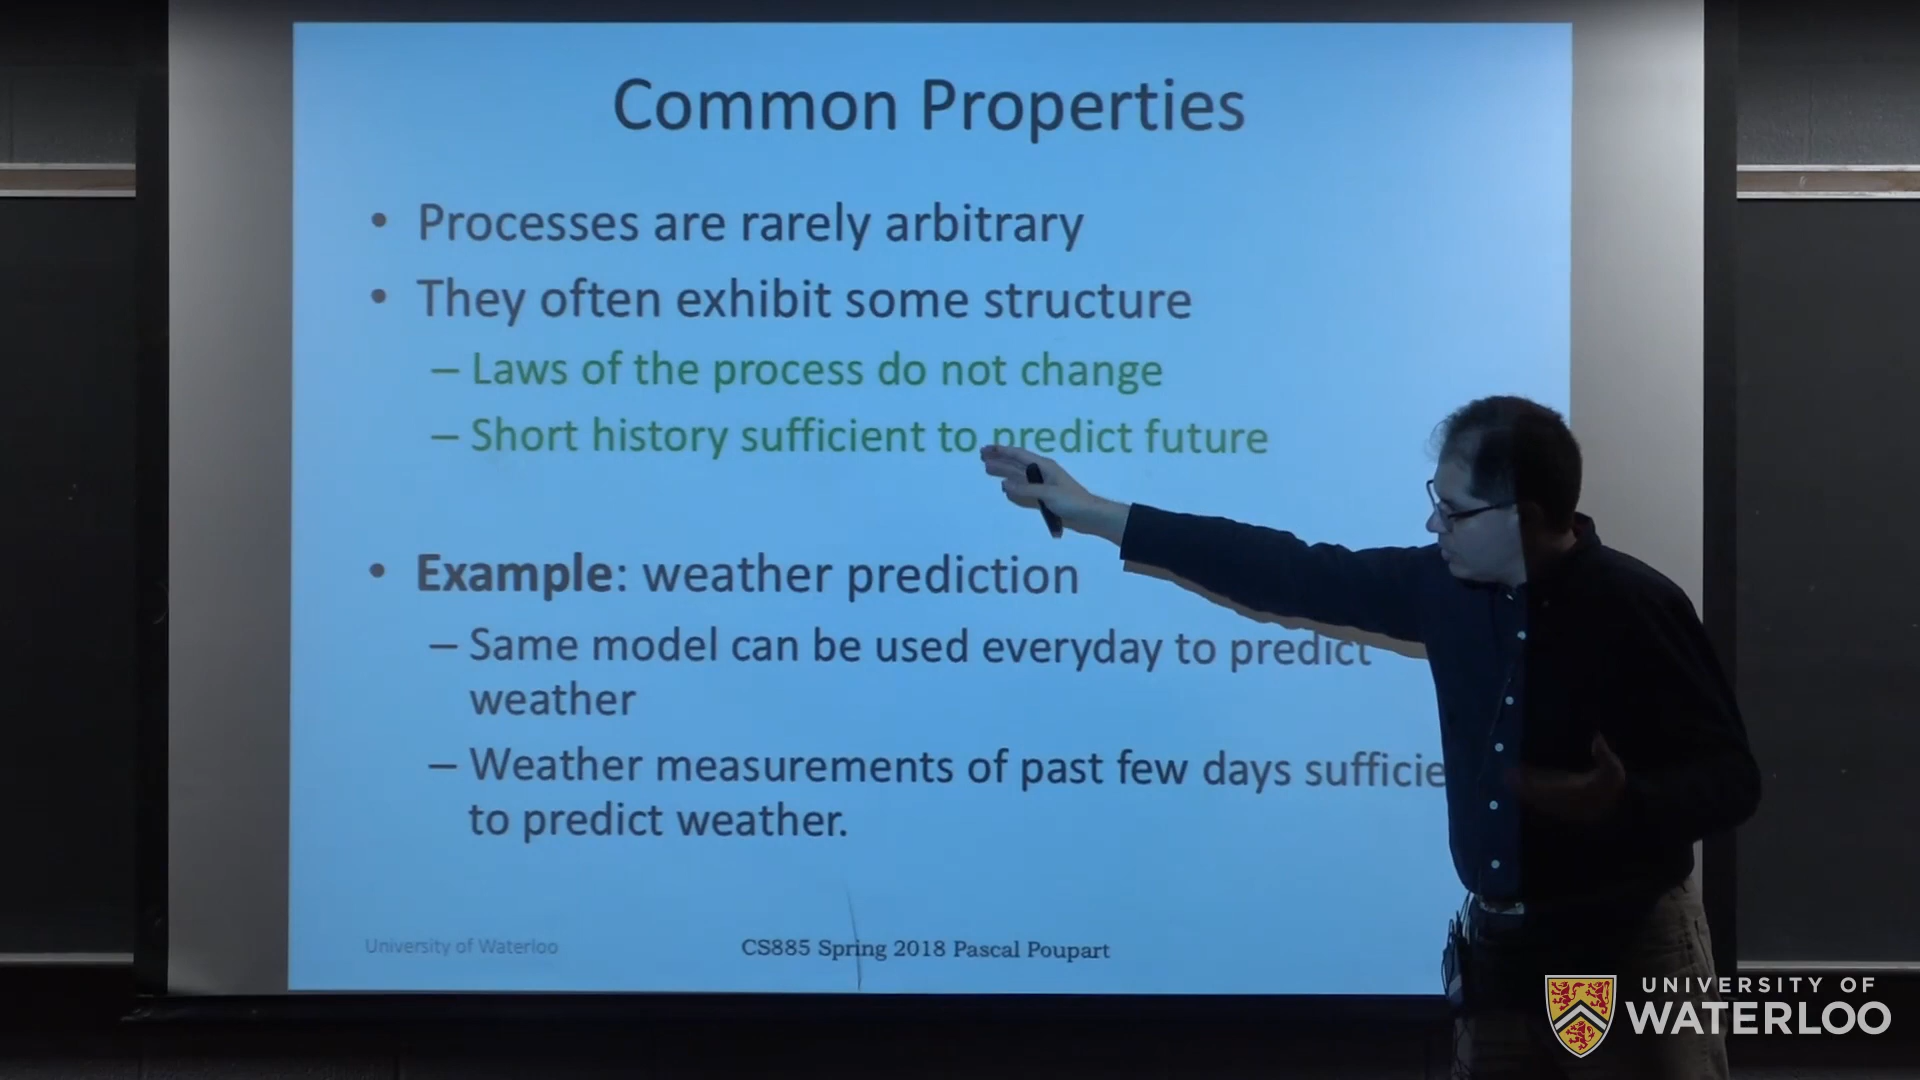 Common Properties
• Processes are rarely arbitrary
• They often exhibit some structure
– Laws of the process do not change
– Short history sufficient to predict future
• Example: weather prediction
– Same model can be used everyday to predict
weather
– Weather measurements of past few days
to predict weather.
University of Waterloo
CS885 Spring 2018 Pascal Poupart
UNIVERSITY OF
WATERLOO